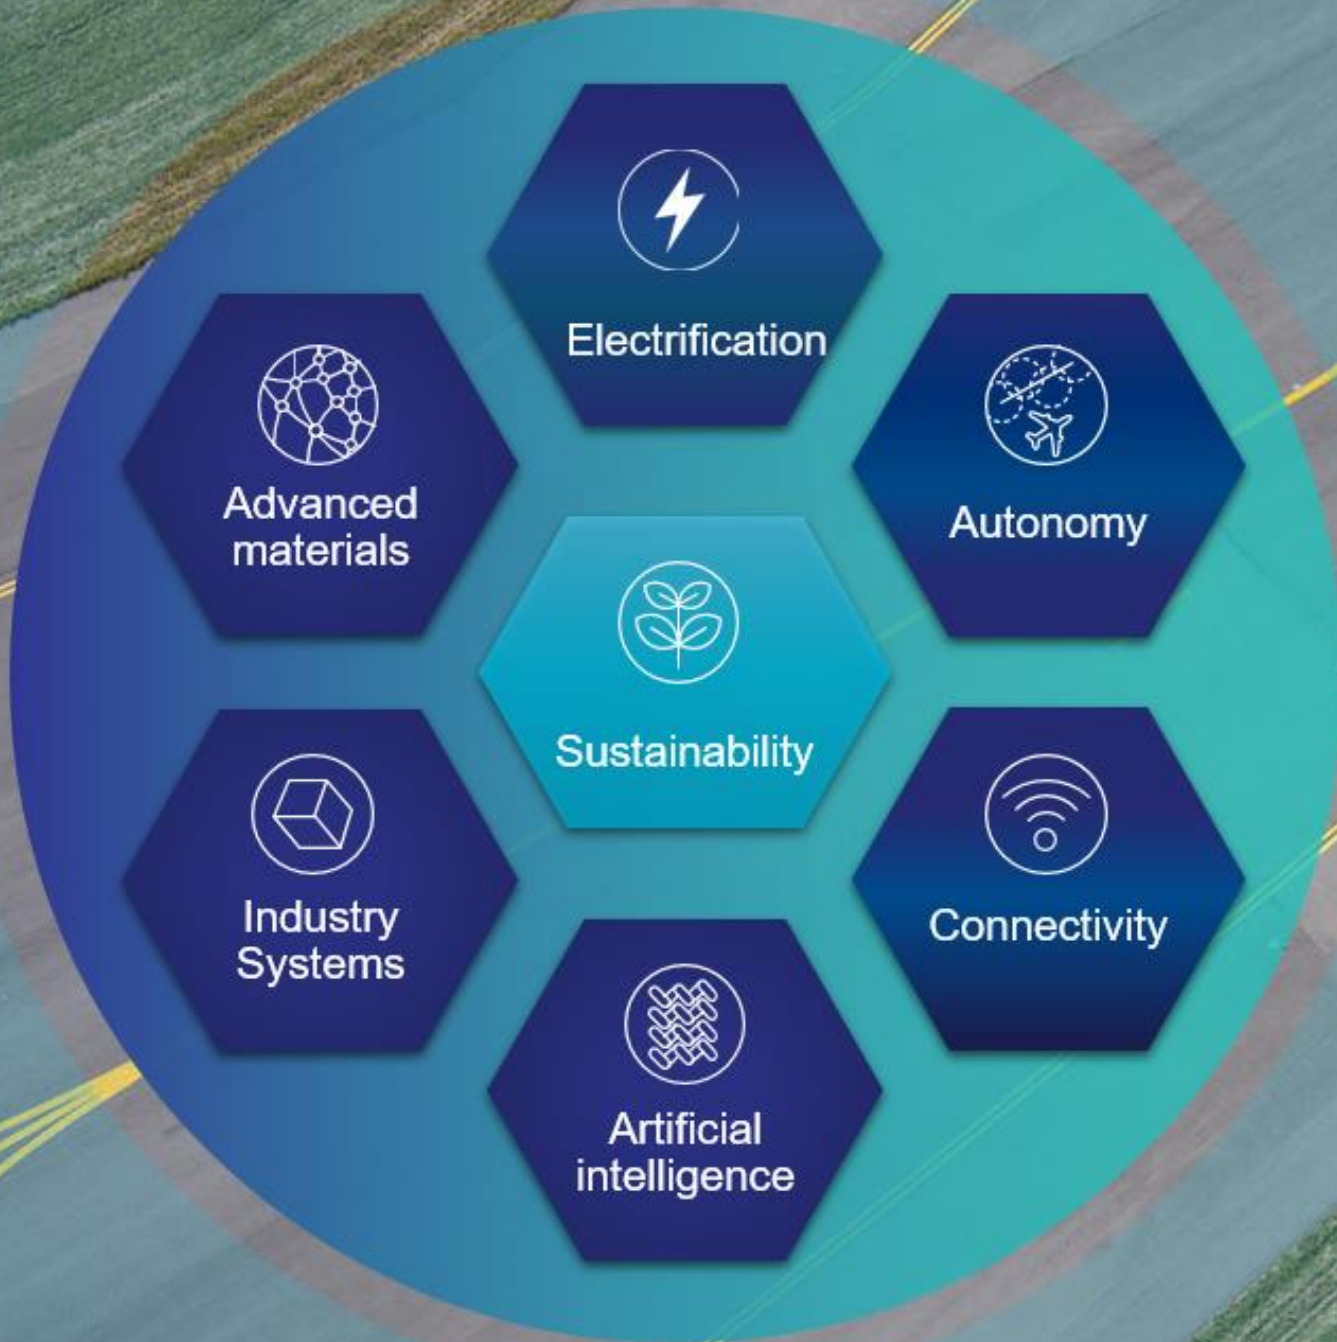 Electrification
Autonomy
Advanced
materials
Sustainability
Connectivity
Industry
Systems
Artificial
intelligence